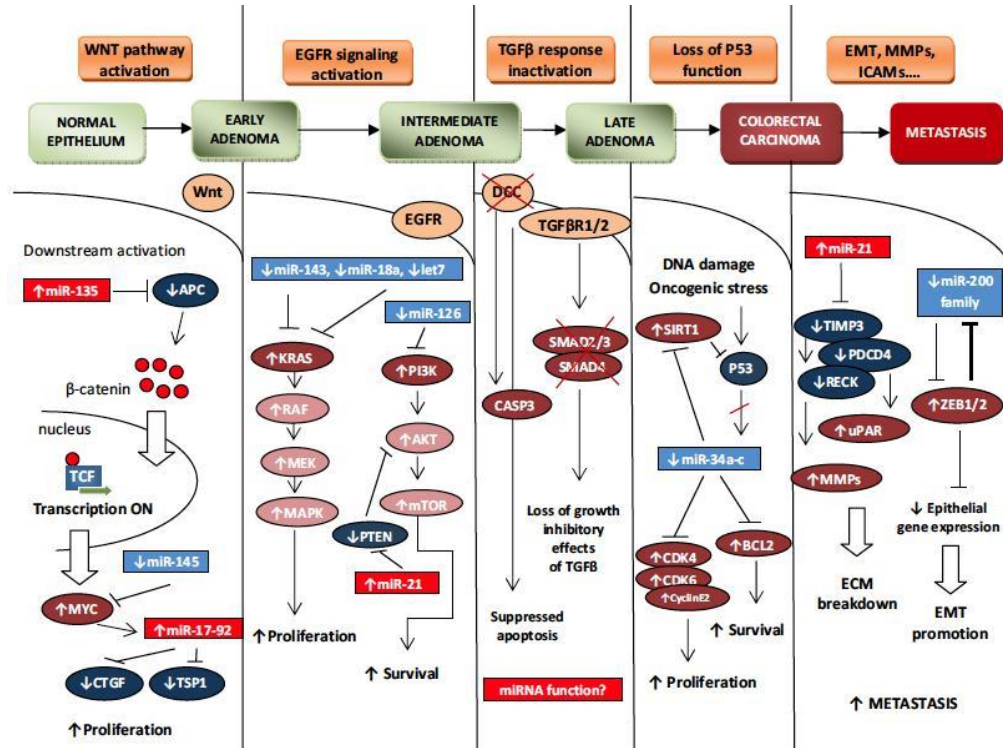 WNT pathway
activation
EGFR signaling
activation
TGFβ response
inactivation
Loss of P53
function
EMT, MMPs,
ICAMs....
NORMAL
EPITHELIUM
EARLY
ADENOMA
INTERMEDIATE
ADENOMA
LATE
ADENOMA
COLORECTAL
CARCINOMA
METASTASIS
Wnt
Downstream activation
↑miR-135
↓APC
β-catenin
nucleus
TCF
Transcription ON
↓miR-145
↑MYC
↑miR-17-92
↓CTGF
↓TSP1
↑Proliferation
EGFR
↓miR-143, ↓miR-18a, ↓let7
↓miR-126
↑KRAS
↑PI3K
↑RAF
↑AKT
↑MEK
↑mTOR
↑MAPK
↓PTEN
↑miR-21
↑Proliferation
↑ Survival
DCC
TGFβR1/2
SMAD2/3
SMAD4
CASP3
Loss of growth
inhibitory
effects
of TGFβ
Suppressed
apoptosis
miRNA function?
DNA damage
Oncogenic stress
↑SIRT1
P53
↓miR-34a-c
↑CDK4
↑CDK6
↑CyclinE2
↑BCL2
↑ Survival
↑ Proliferation
↑miR-21
↓miR-200
family
↓TIMP3
↓PDCD4
↓RECK
↑ZEB1/2
↑uPAR
↑MMPs
↓ Epithelial
gene expression
ECM
breakdown
EMT
promotion
↑ METASTASIS